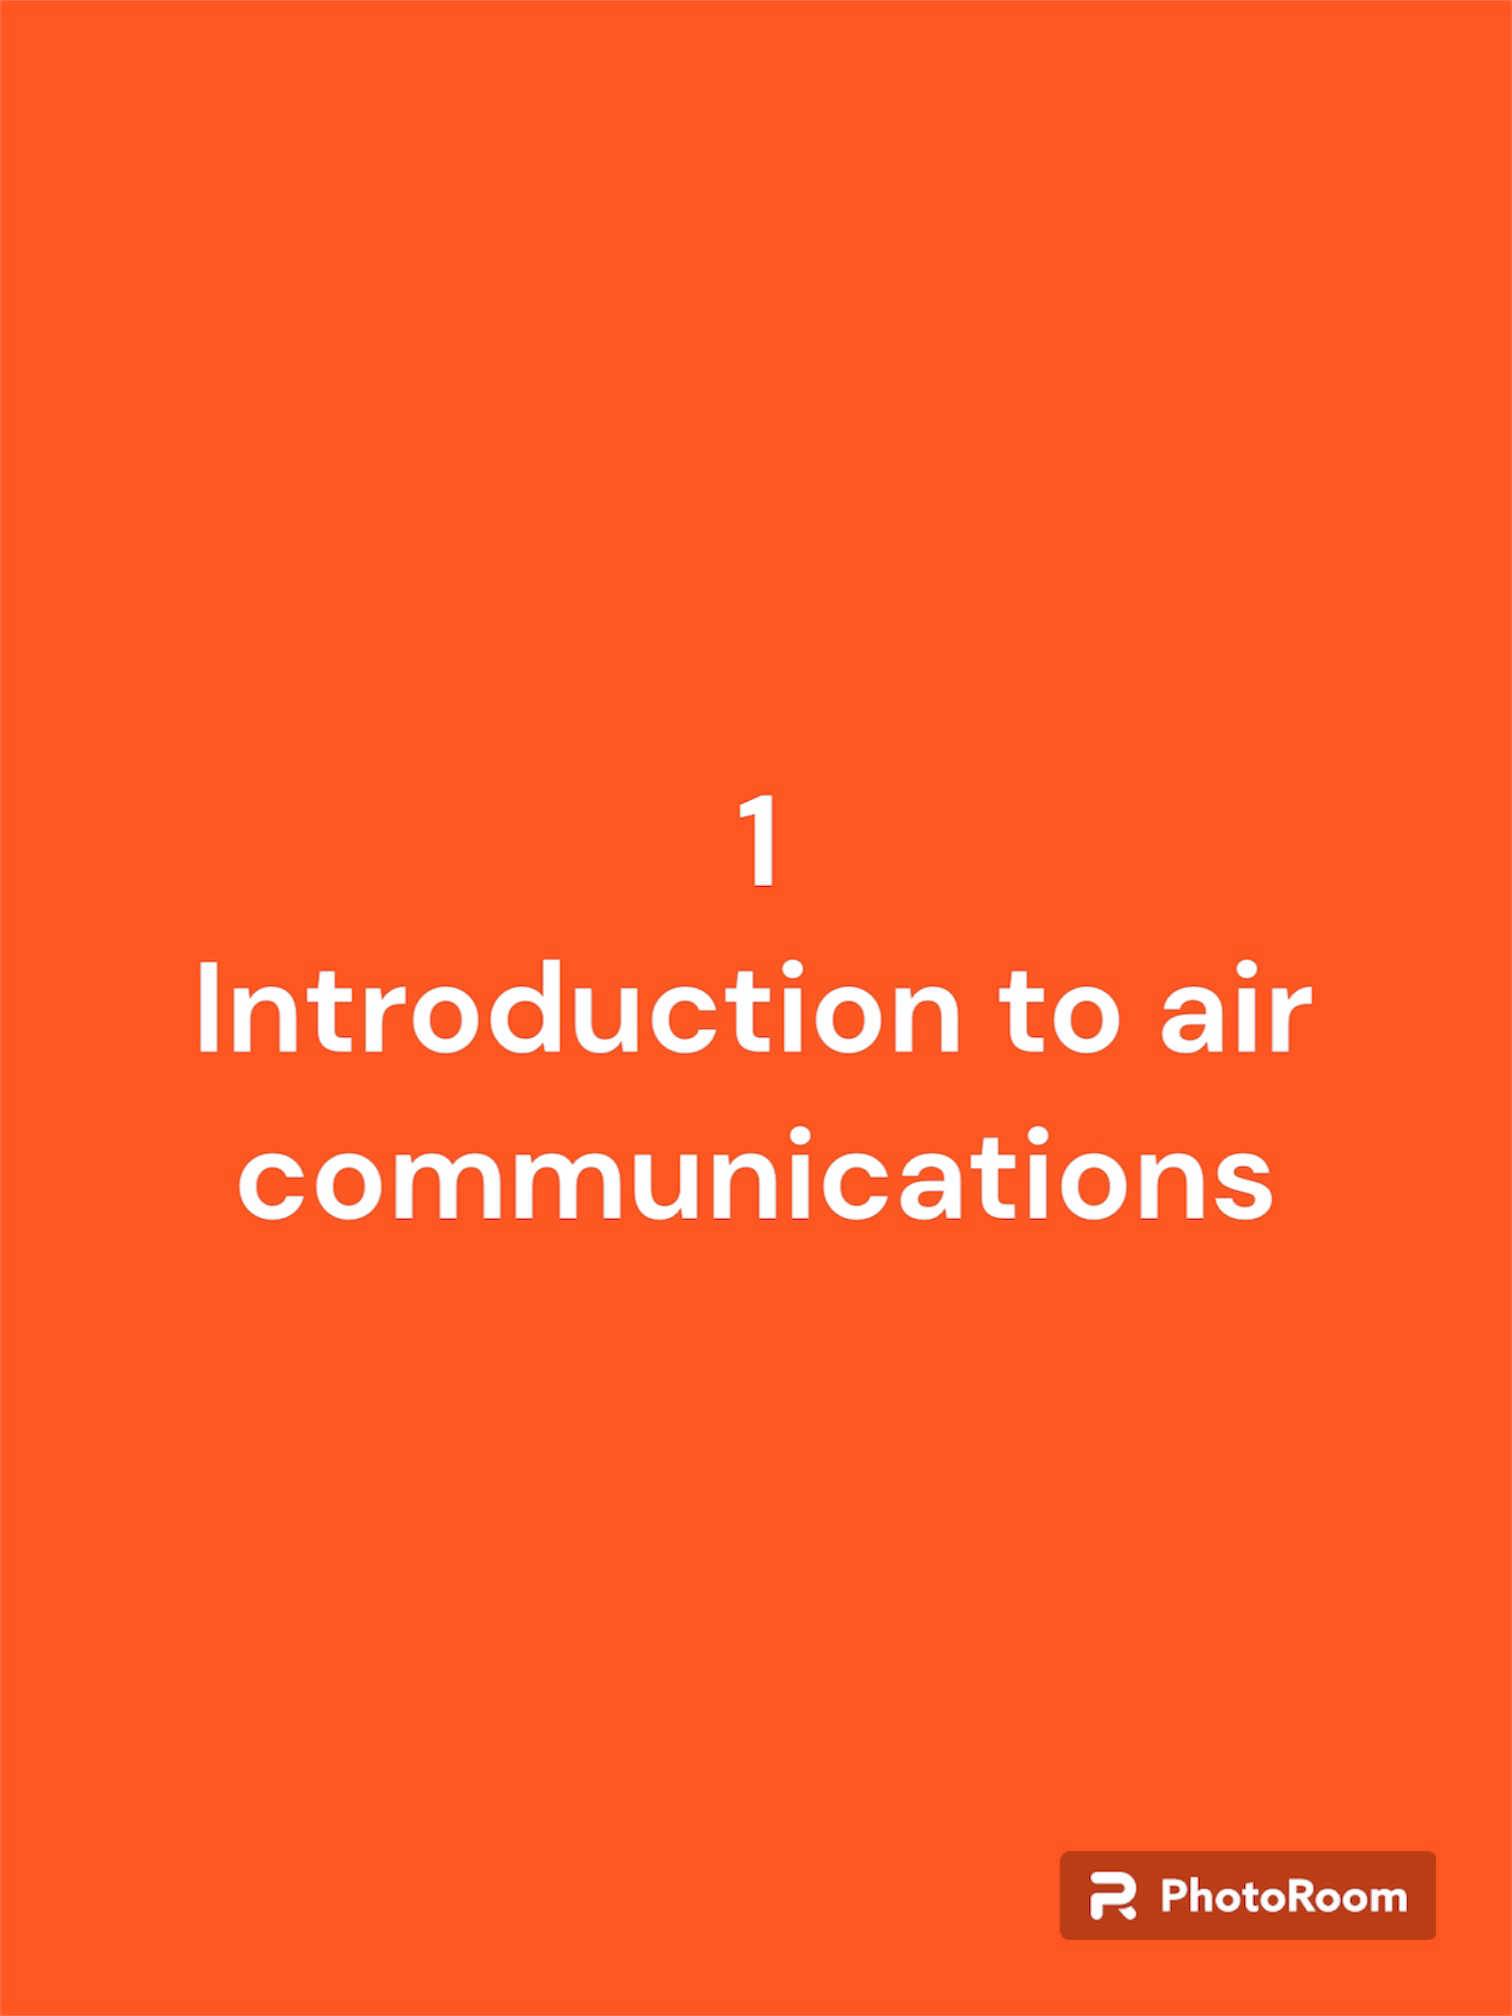 1
Introduction to air
communications
PhotoRoom